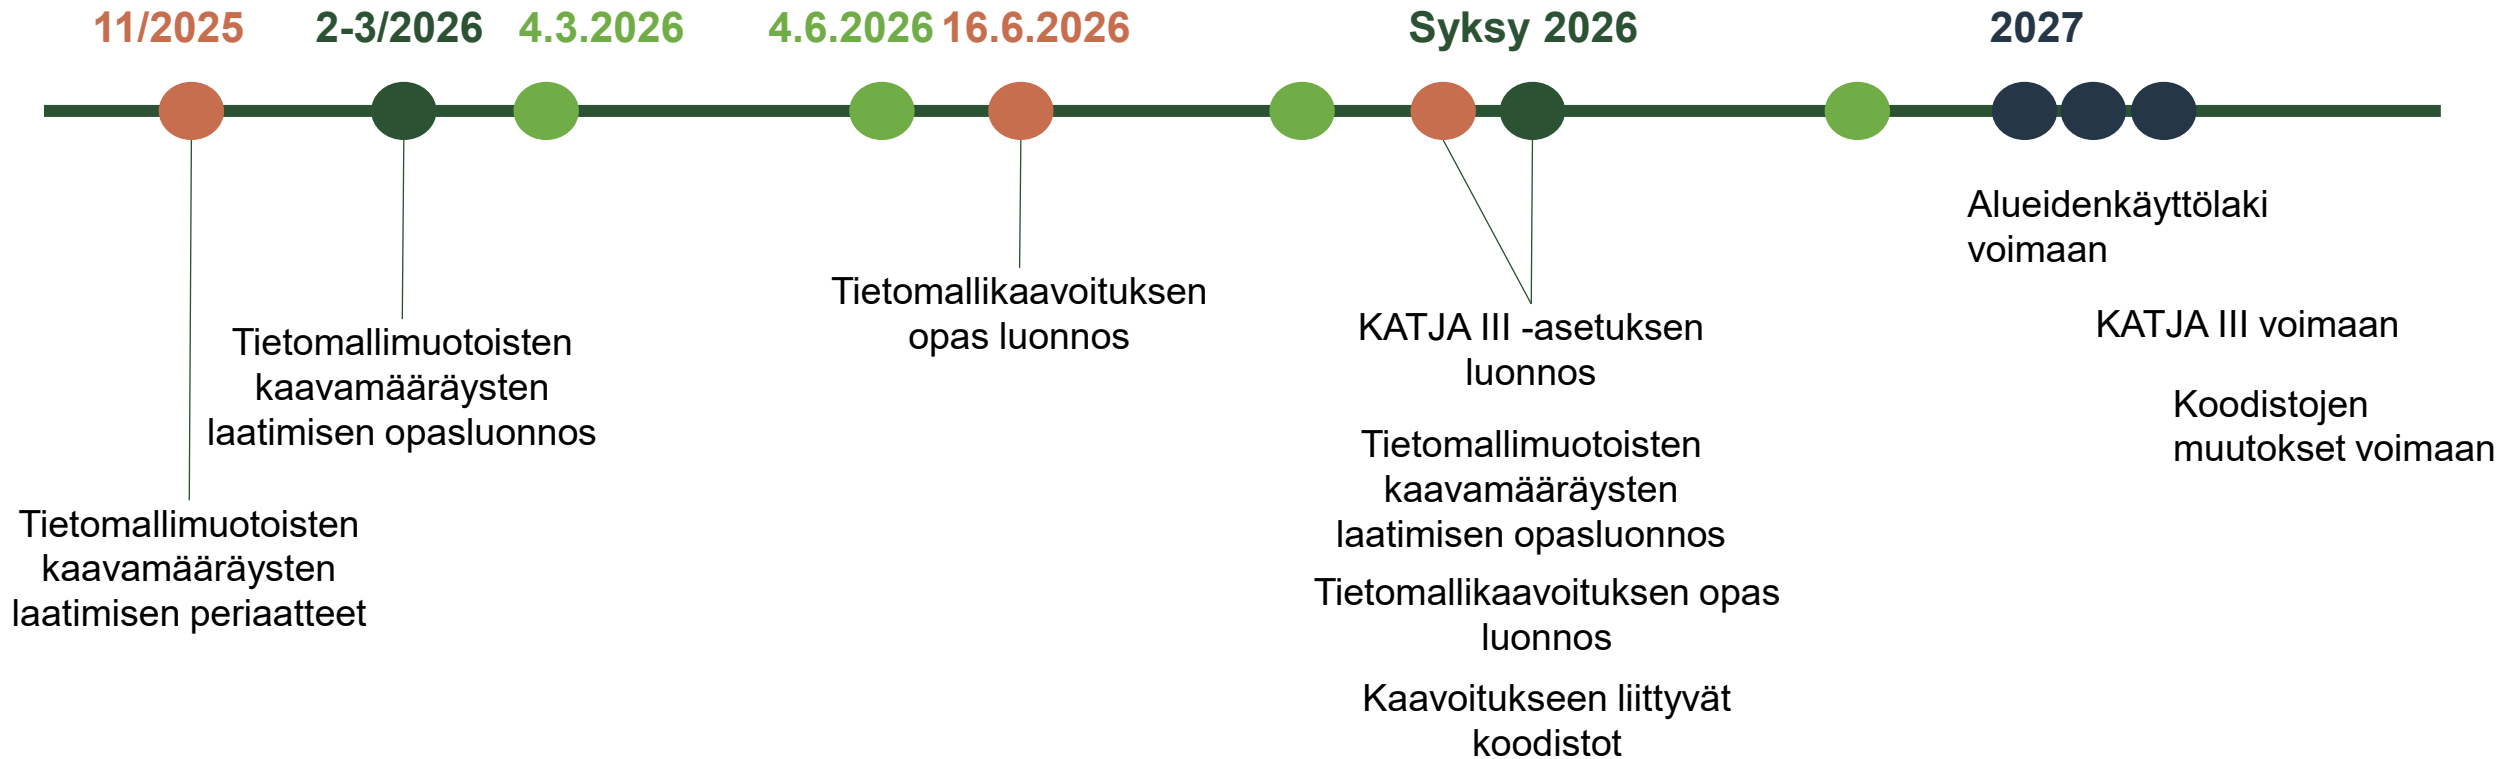 11/2025
2-3/2026
4.3.2026
4.6.2026
16.6.2026
Syksy 2026
2027
Tietomallimuotoisten
kaavamääräysten
laatimisen periaatteet
Tietomallimuotoisten
kaavamääräysten
laatimisen opasluonnos
Tietomallikaavoituksen
opas luonnos
KATJA III -asetuksen
luonnos
Tietomallimuotoisten
kaavamääräysten
laatimisen opasluonnos
Tietomallikaavoituksen opas
luonnos
Kaavoitukseen liittyvät
koodistot
Alueidenkäyttölaki
voimaan
KATJA III voimaan
Koodistojen
muutokset voimaan